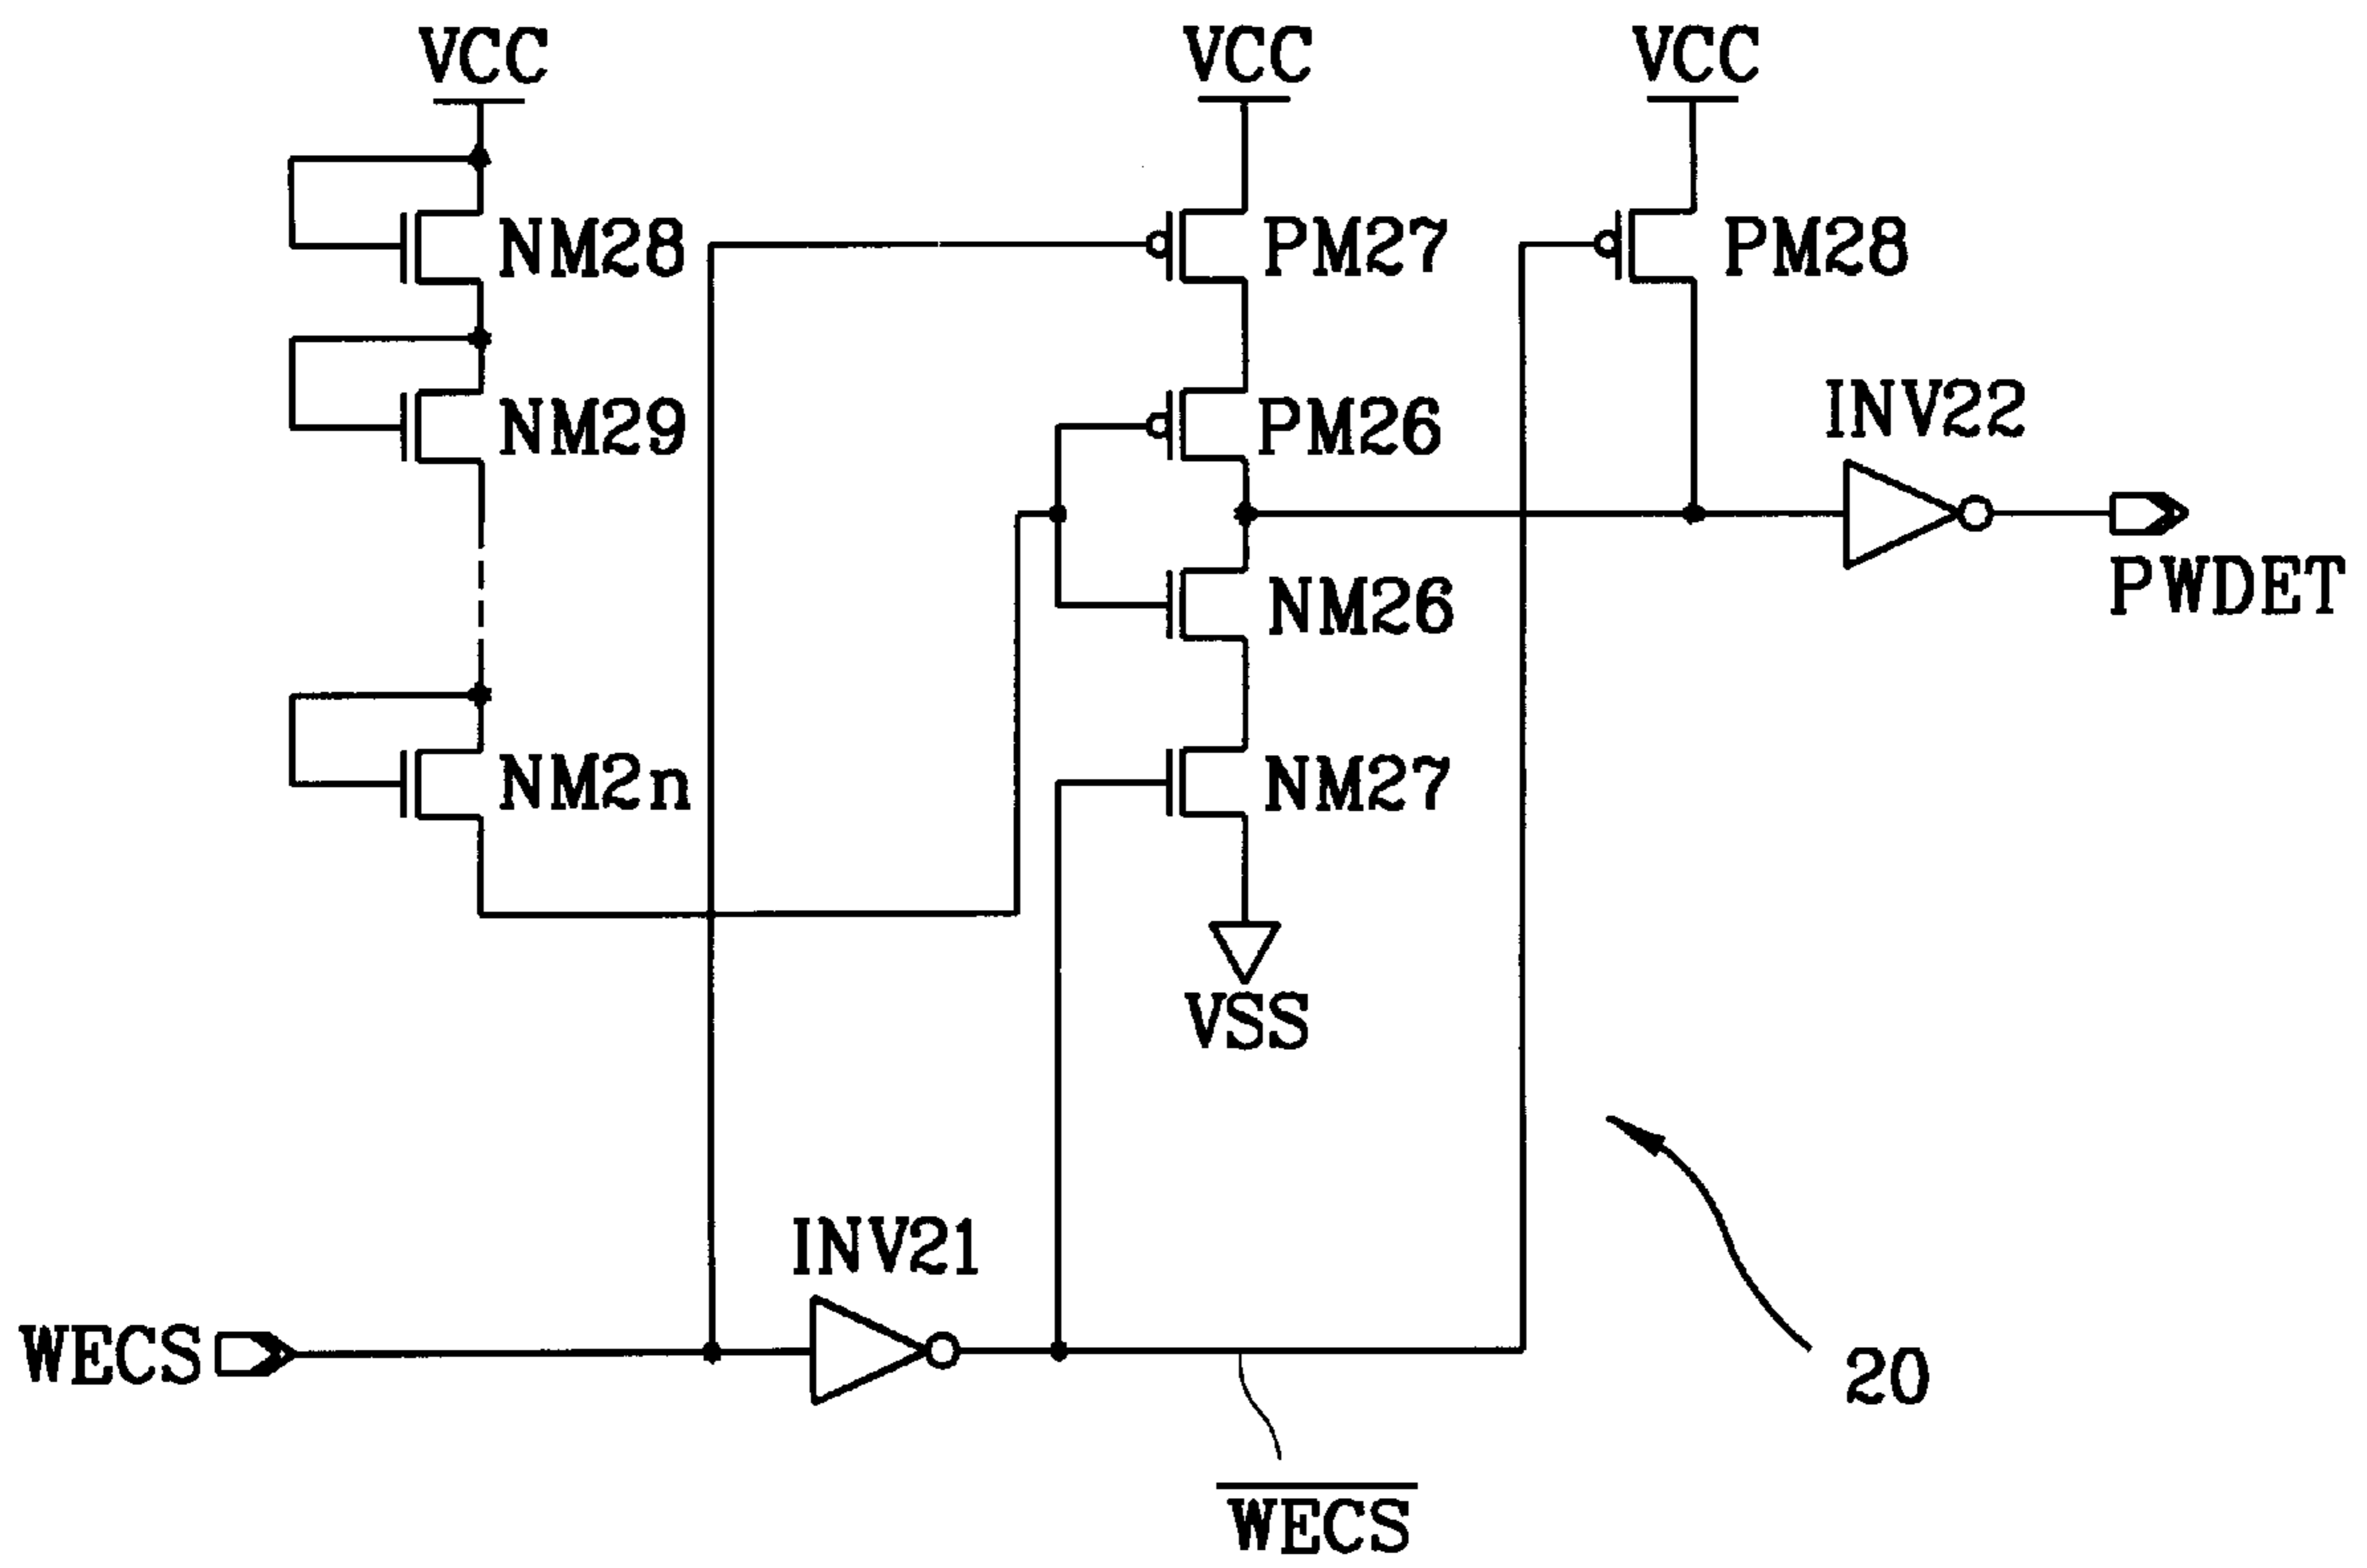 VCC
VCC
VCC
NM28
PM27
PM28
NM29
PM26
INV22
NM26
PWDET
NM2n
NM27
VSS
INV21
WECS
20
WECS